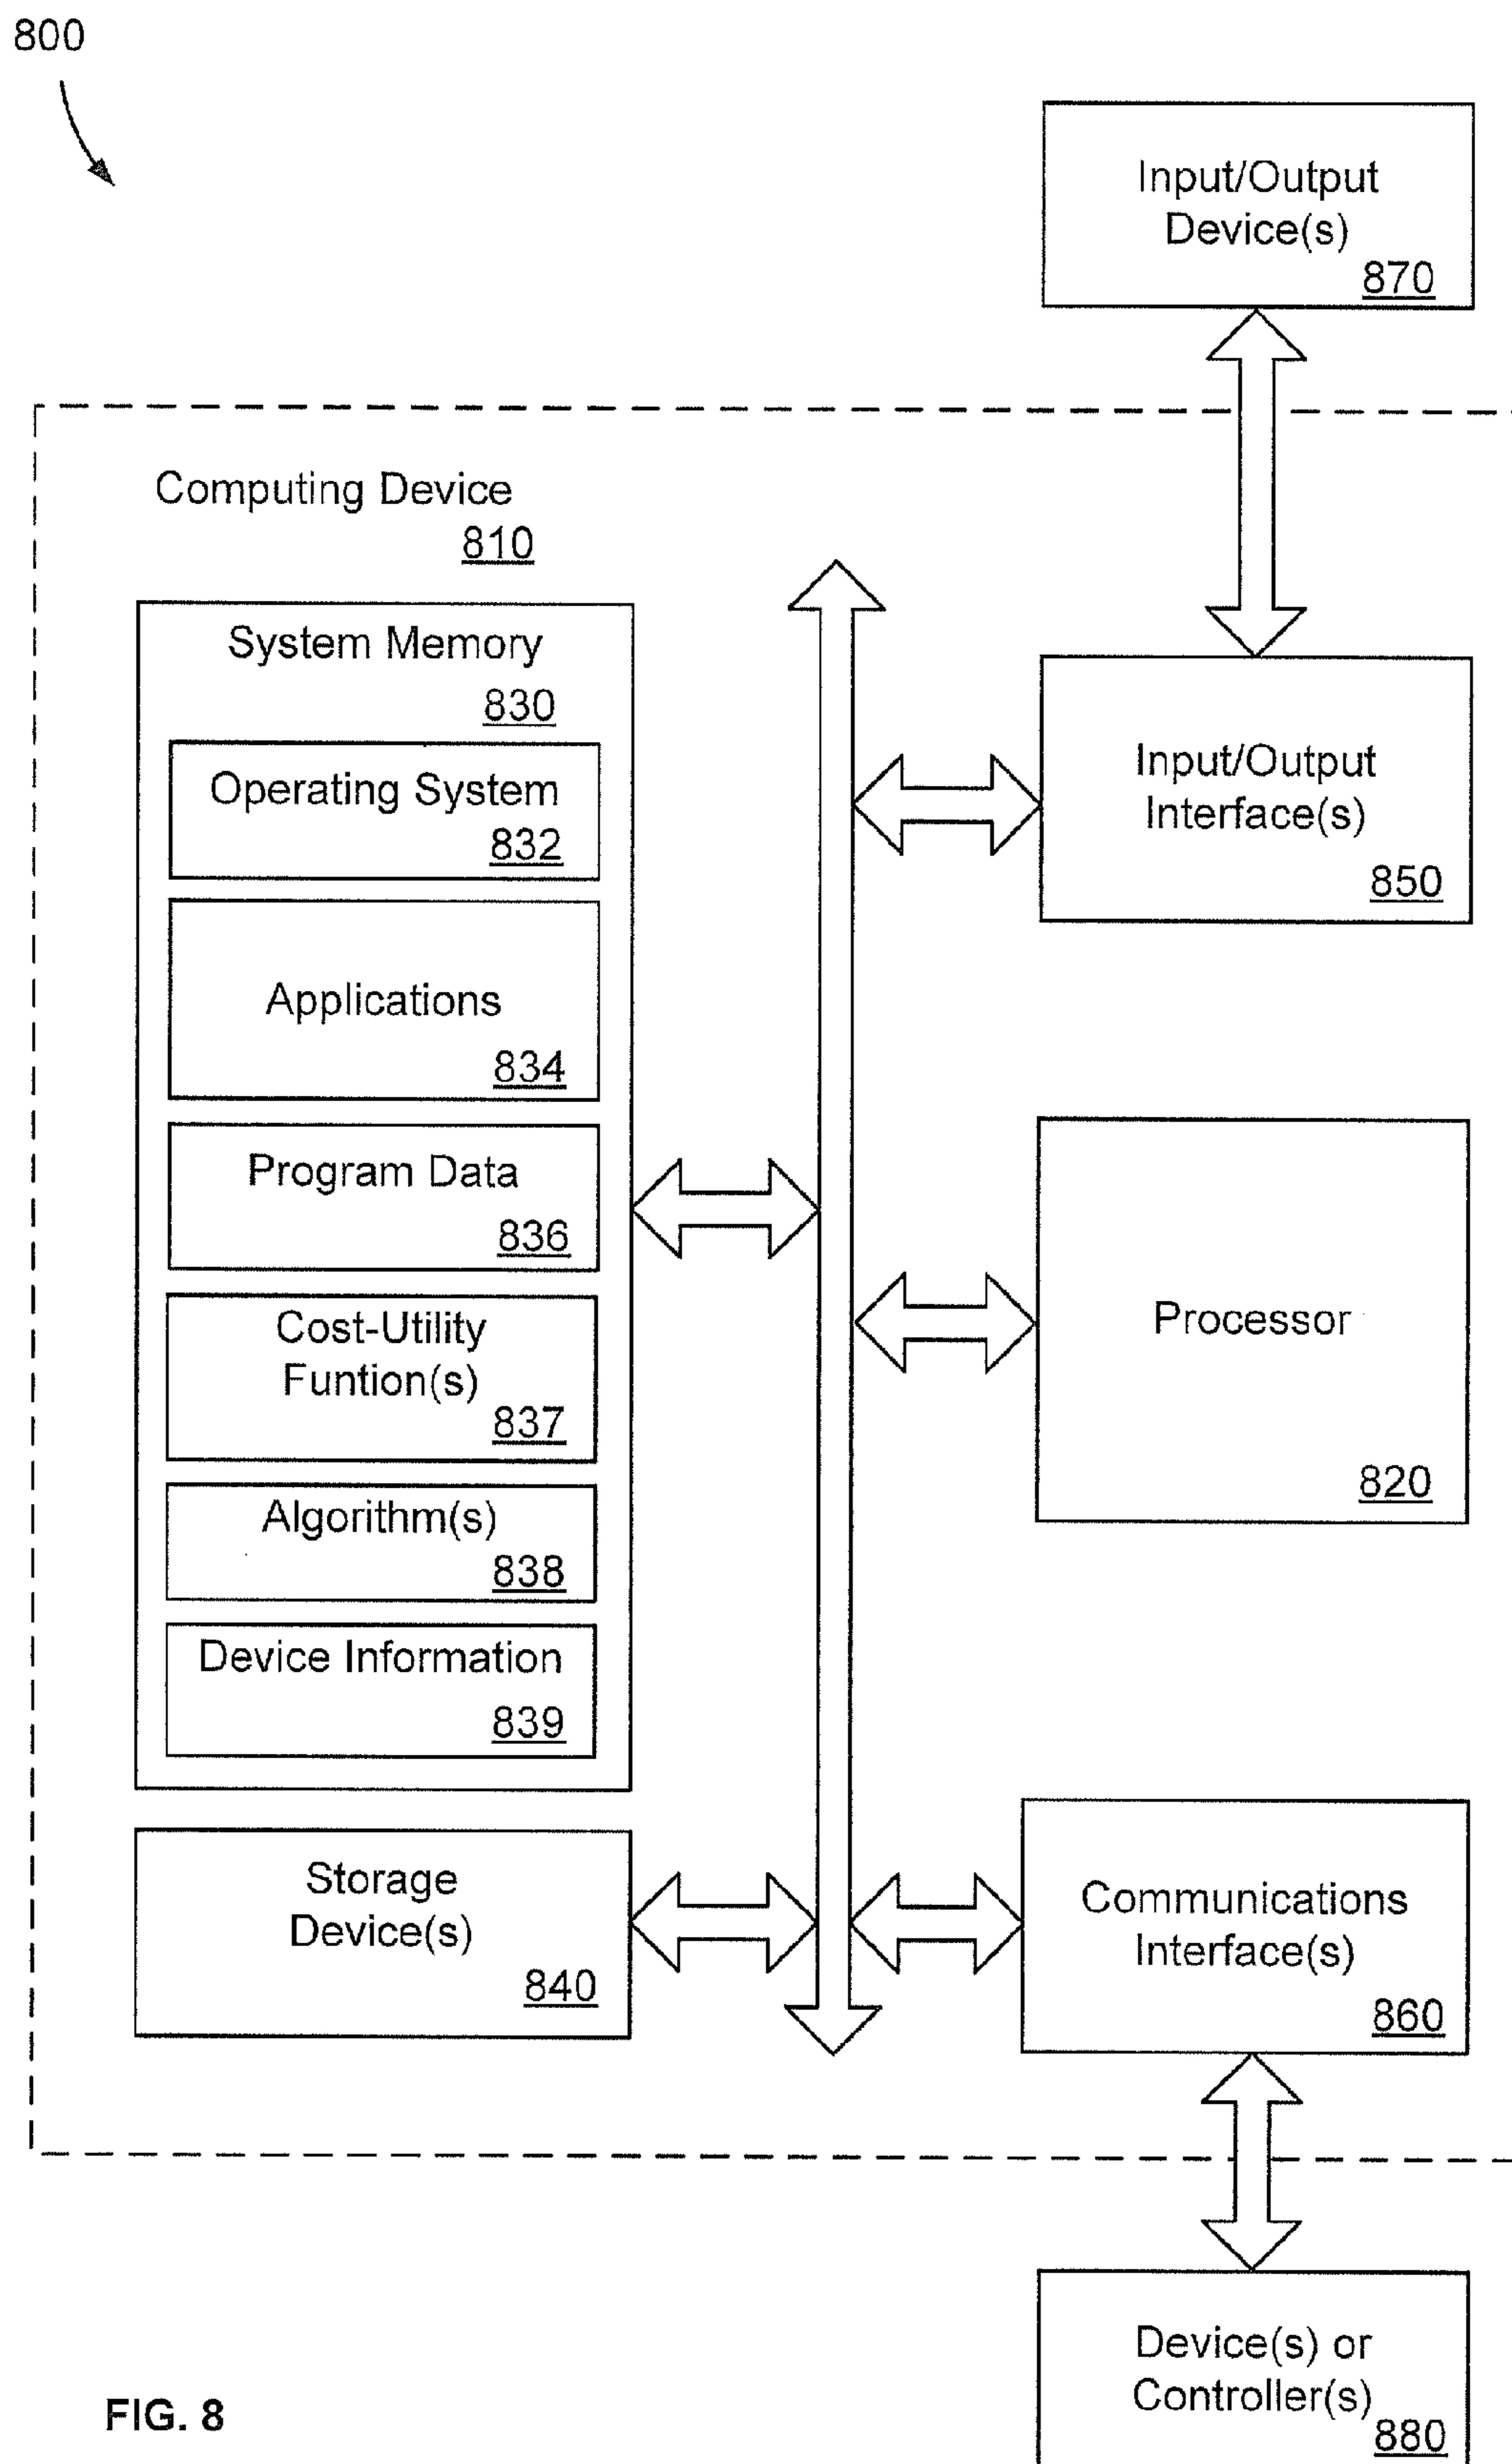 800
Input/Output
Device(s)
870
Computing Device
810
System Memory
830
Operating System
832
Applications
834
Program Data
836
Cost-Utility
Funtion(s)
837
Algorithm(s)
838
Device Information
839
Storage
Device(s)
840
Input/Output
Interface(s)
850
Processor
820
Communications
Interface(s)
860
Device(s) or
Controller(s)
880
FIG. 8